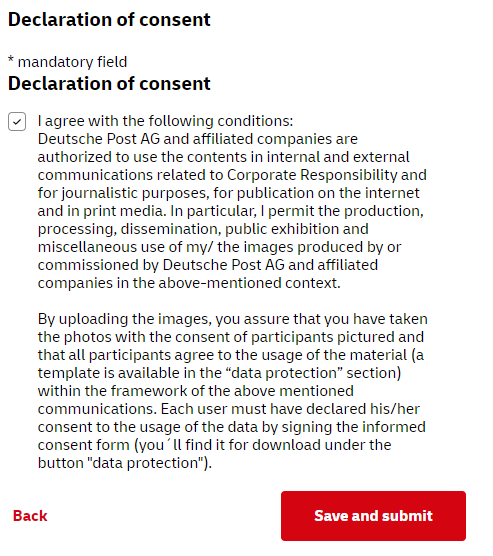 Declaration of consent
* mandatory field
Declaration of consent
I agree with the following conditions:
Deutsche Post AG and affiliated companies are
authorized to use the contents in internal and external
communications related to Corporate Responsibility and
for journalistic purposes, for publication on the internet
and in print media. In particular, I permit the production,
processing, dissemination, public exhibition and
miscellaneous use of my/ the images produced by or
commissioned by Deutsche Post AG and affiliated
companies in the above-mentioned context.
By uploading the images, you assure that you have taken
the photos with the consent of participants pictured and
that all participants agree to the usage of the material (a
template is available in the “data protection” section)
within the framework of the above mentioned
communications. Each user must have declared his/her
consent to the usage of the data by signing the informed
consent form (you´ll find it for download under the
button "data protection").
Back
Save and submit